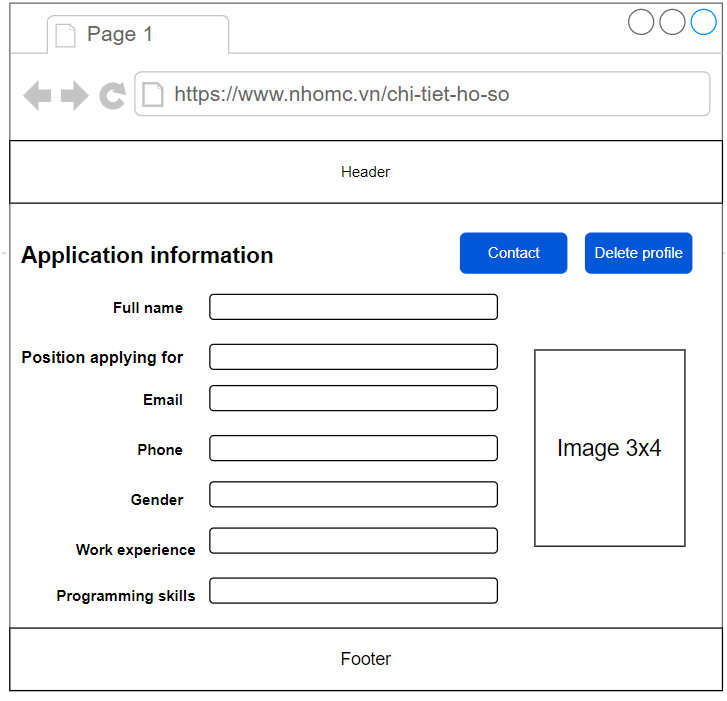 Page 1
https://www.nhomc.vn/chi-tiet-ho-so
Header
Application information
Contact
Delete profile
Full name
Position applying for
Email
Phone
Gender
Work experience
Programming skills
Image 3x4
Footer